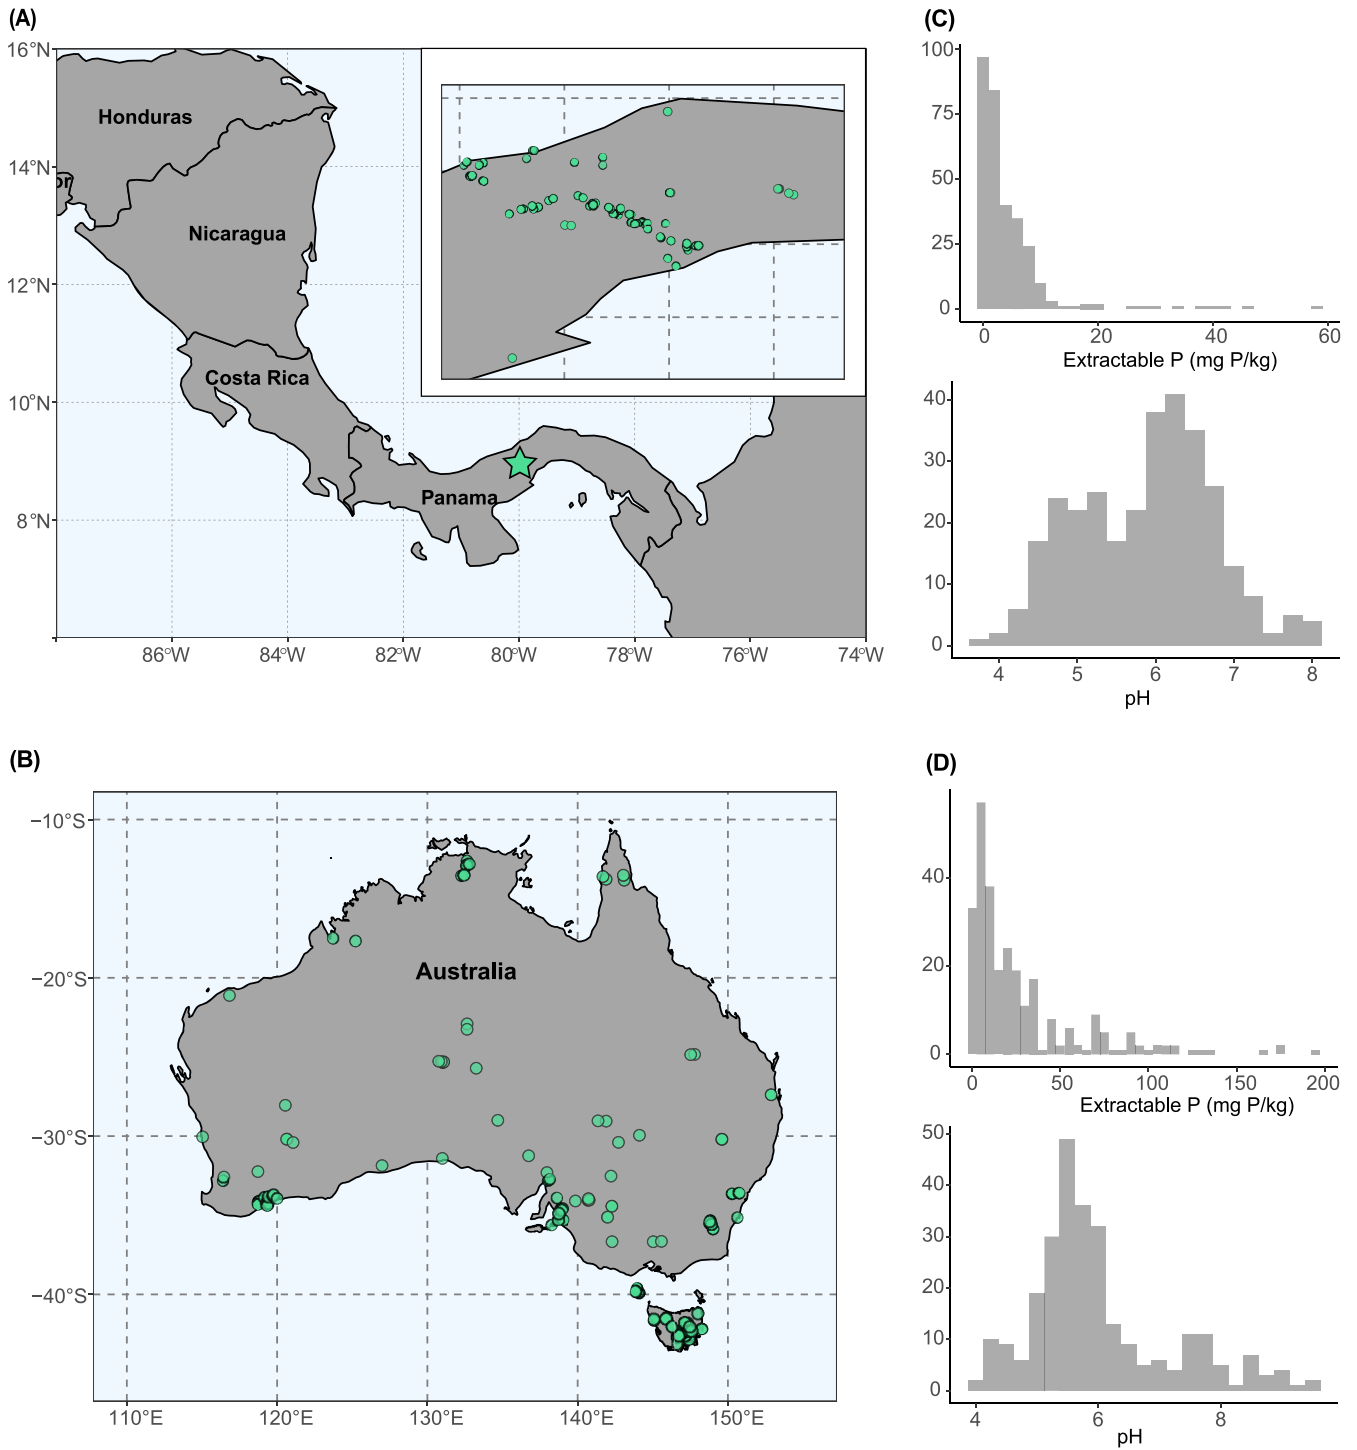 (A)
16°N
14°N
12°N
10°N
8°N
Honduras
or
Nicaragua
Costa Rica
Panama
86°W
84°W
82°W
80°W
78°W
76°W
74°W
(C)
100
75
50
25
0
0
20
40
60
Extractable P (mg P/kg)
40
30
20
10
0
4
5
6
7
8
pH
(B)
−10°S
−20°S
−30°S
−40°S
Australia
110°E
120°E
130°E
140°E
150°E
(D)
40
20
0
0
50
100
150
200
Extractable P (mg P/kg)
50
40
30
20
10
0
4
6
8
pH